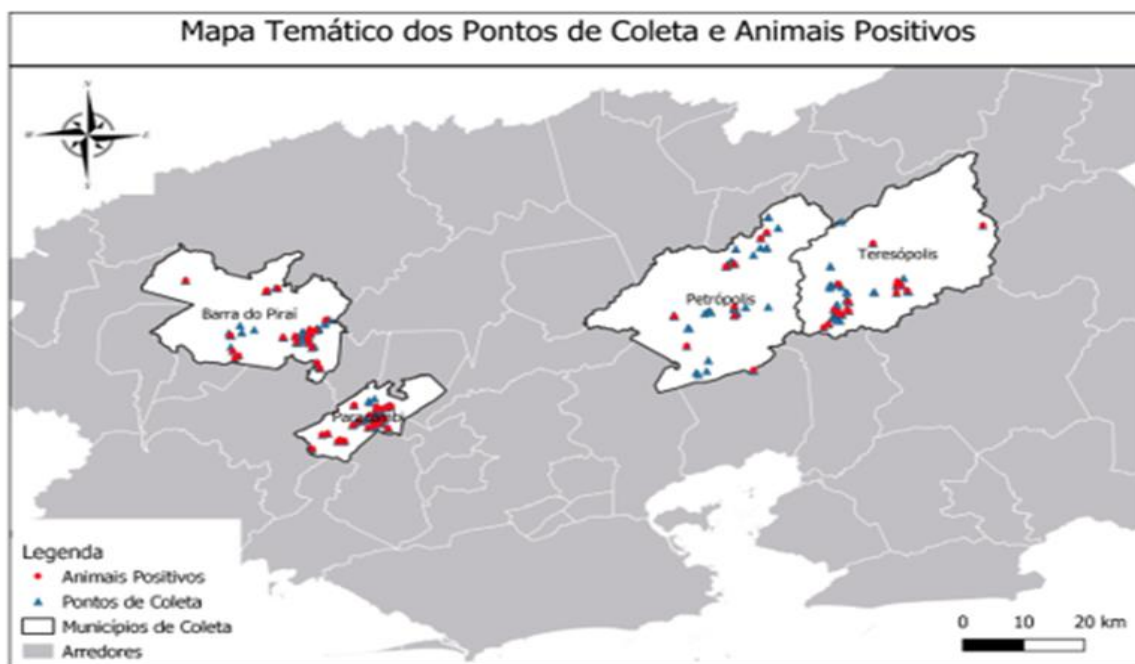 Mapa Temático dos Pontos de Coleta e Animais Positivos
N
E
S
Teresópolis
Petrópolis
Barra do Piraí
Legenda
Animais Positivos
Pontos de Coleta
Municípios de Coleta
Arredores
0 10 20 km